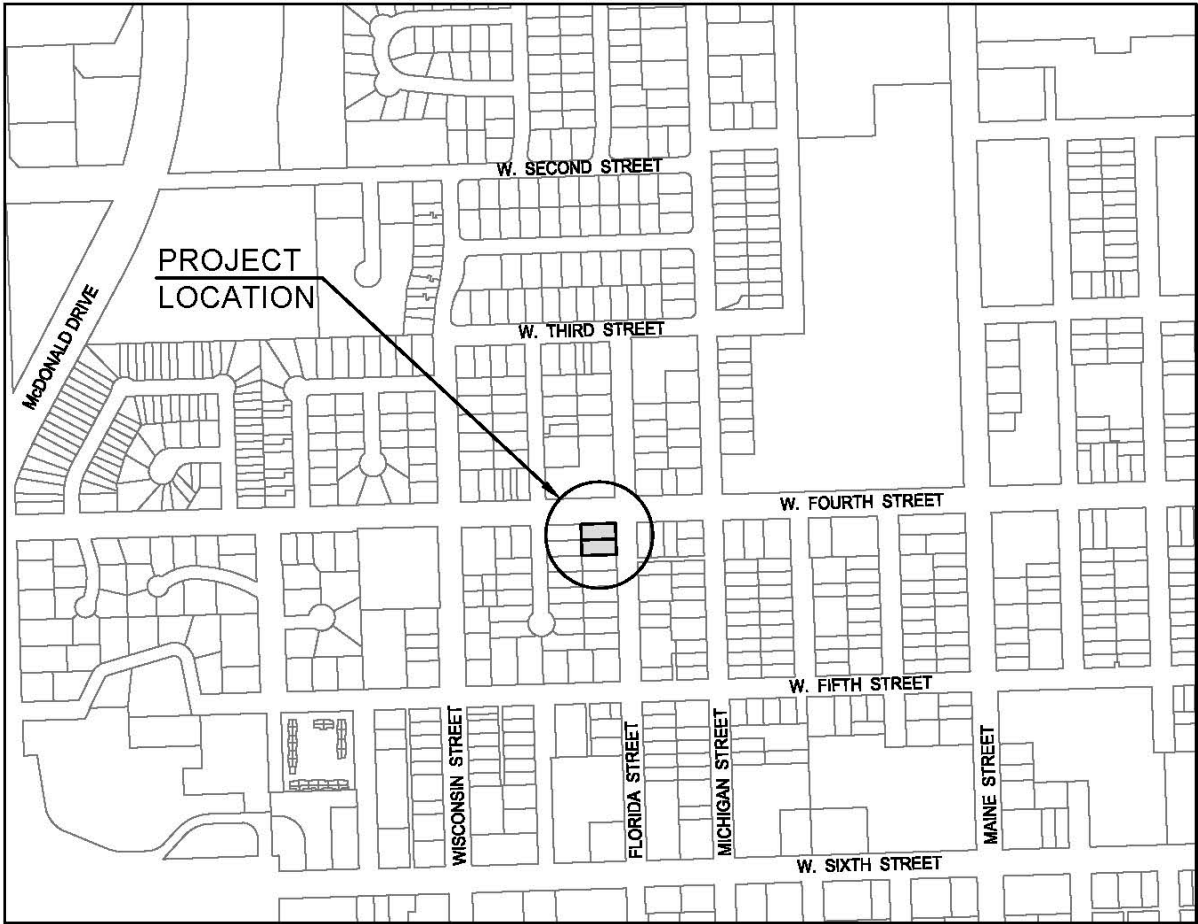 W. SECOND STREET
PROJECT
LOCATION
McDONALD DRIVE
W. THIRD STREET
W. FOURTH STREET
W. FIFTH STREET
WISCONSIN STREET
FLORIDA STREET
MICHIGAN STREET
MAINE STREET
W. SIXTH STREET